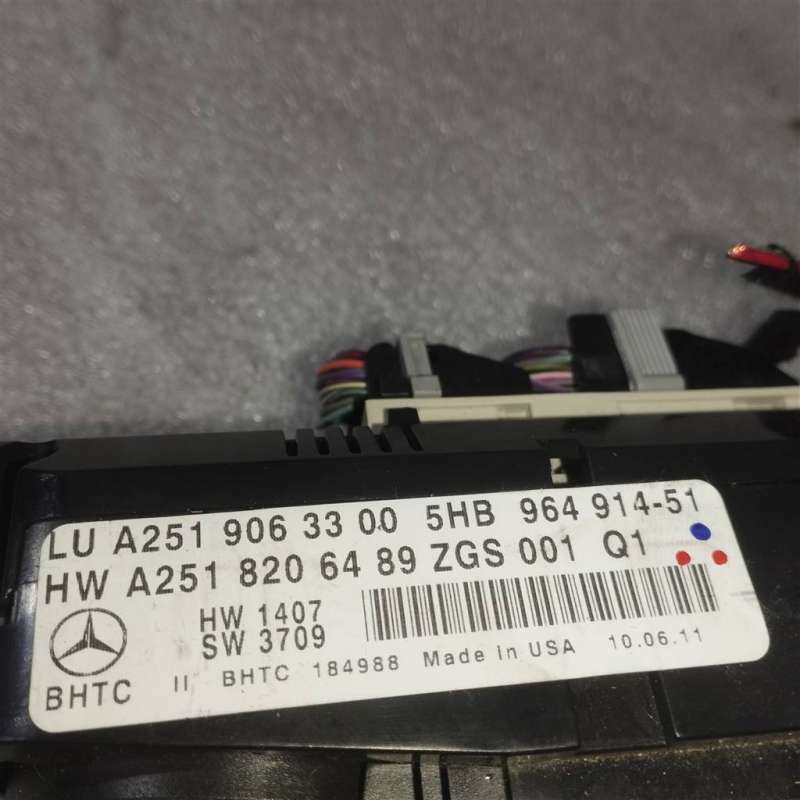 LU A251 906 33 00 5HB 964 914-51
HW A251 820 64 89 ZGS 001 Q1
HW 1407
SW 3709
BHTC II BHTC 184988 Made In USA 10.06.11